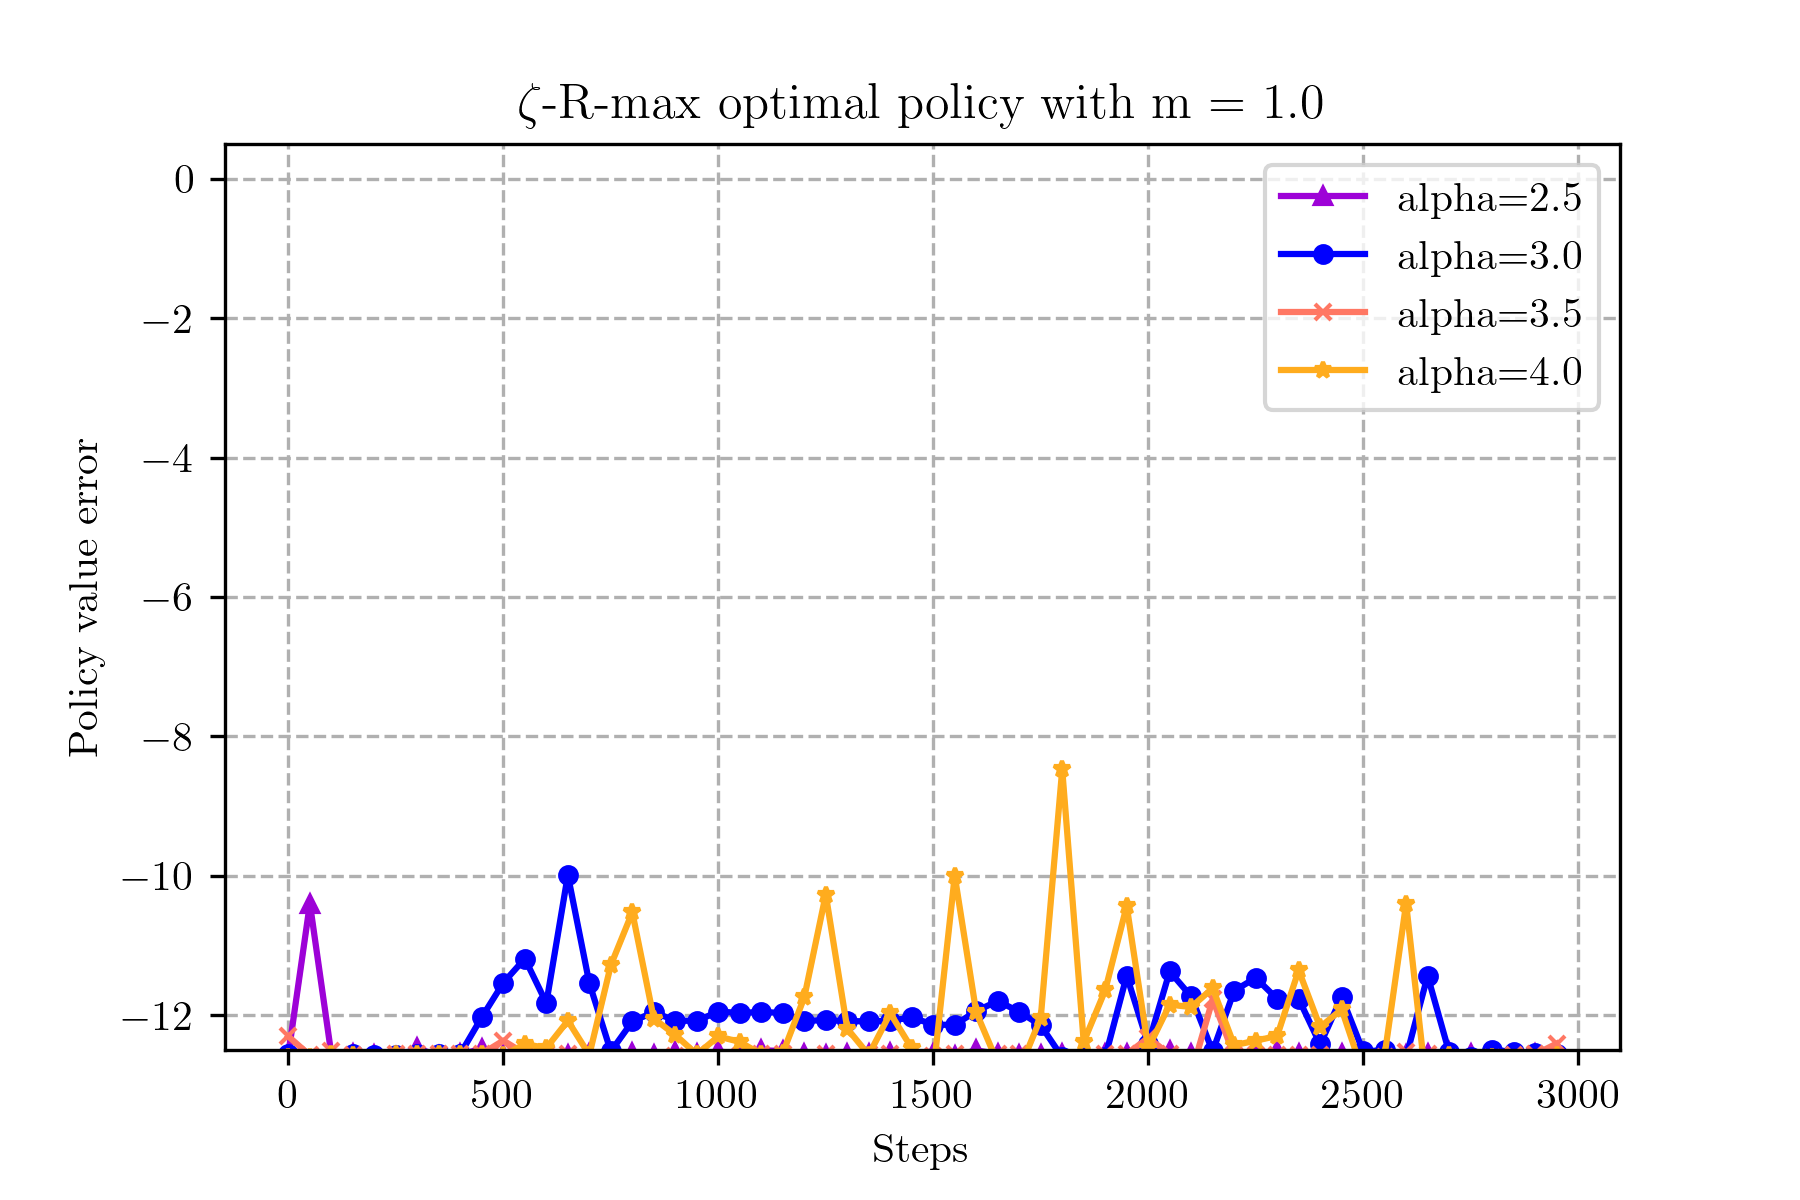 ζ-R-max optimal policy with m = 1.0
0
−2
−4
−6
−8
−10
−12
Policy value error
alpha=2.5
alpha=3.0
alpha=3.5
alpha=4.0
0 500 1000 1500 2000 2500 3000
Steps